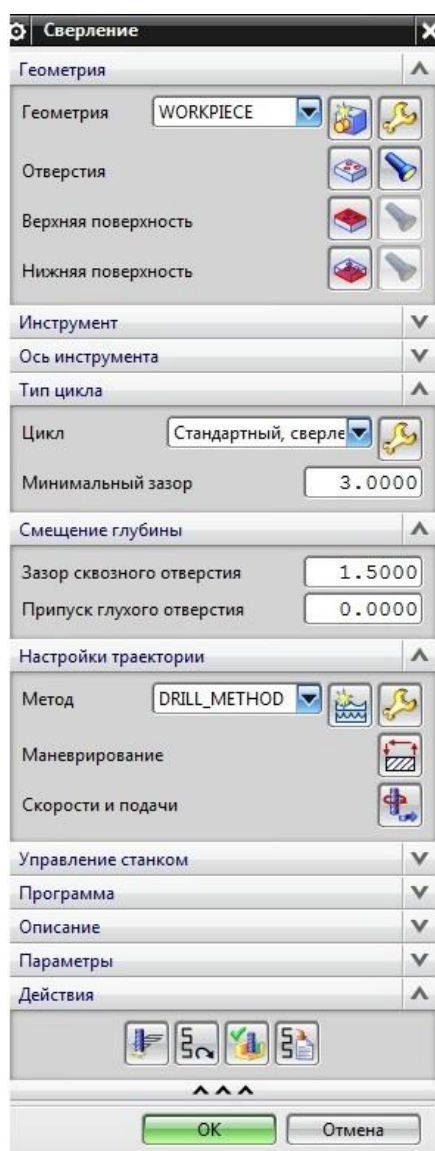 Сверление
Геометрия
Геометрия WORKPIECE
Отверстия
Верхняя поверхность
Нижняя поверхность
Инструмент
Ось инструмента
Тип цикла
Цикл Стандартный, сверле
Минимальный зазор 3.0000
Смещение глубины
Зазор сквозного отверстия 1.5000
Припуск глухого отверстия 0.0000
Настройки траектории
Метод DRILL_METHOD
Маневрирование
Скорости и подачи
Управление станком
Программа
Описание
Параметры
Действия
OK Отмена